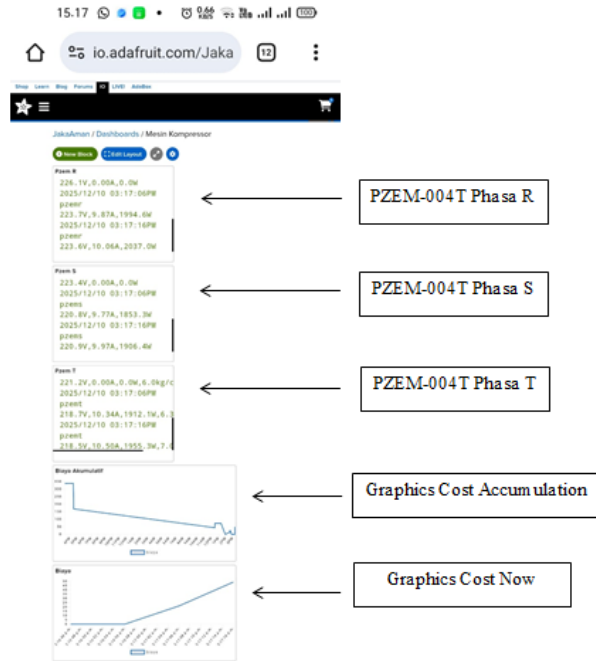 15.17
0.66 KB/S
100
io.adafruit.com/Jaka
12
Shop Learn Blog Forums IO LIVE! AdaBox
JakaAman / Dashboards / Mesin Kompressor
New Block
Edit Layout
Pzem R
226.1V,0.00A,0.0W
2025/12/10 03:17:06PM
pzemr
223.7V,9.87A,1994.6W
2025/12/10 03:17:16PM
pzemr
223.6V,10.06A,2037.0W
PZEM-004T Phasa R
Pzem S
223.4V,0.00A,0.0W
2025/12/10 03:17:06PM
pzems
220.8V,9.77A,1853.3W
2025/12/10 03:17:16PM
pzems
220.9V,9.97A,1906.4W
PZEM-004T Phasa S
Pzem T
221.2V,0.00A,0.0W,6.0kg/c
2025/12/10 03:17:06PM
pzemt
218.7V,10.34A,1912.1W,6.3
2025/12/10 03:17:16PM
pzemt
218.5V,10.50A,1955.3W,7.0
PZEM-004T Phasa T
Biaya Akumulatif
Graphics Cost Accumulation
Biaya
Graphics Cost Now